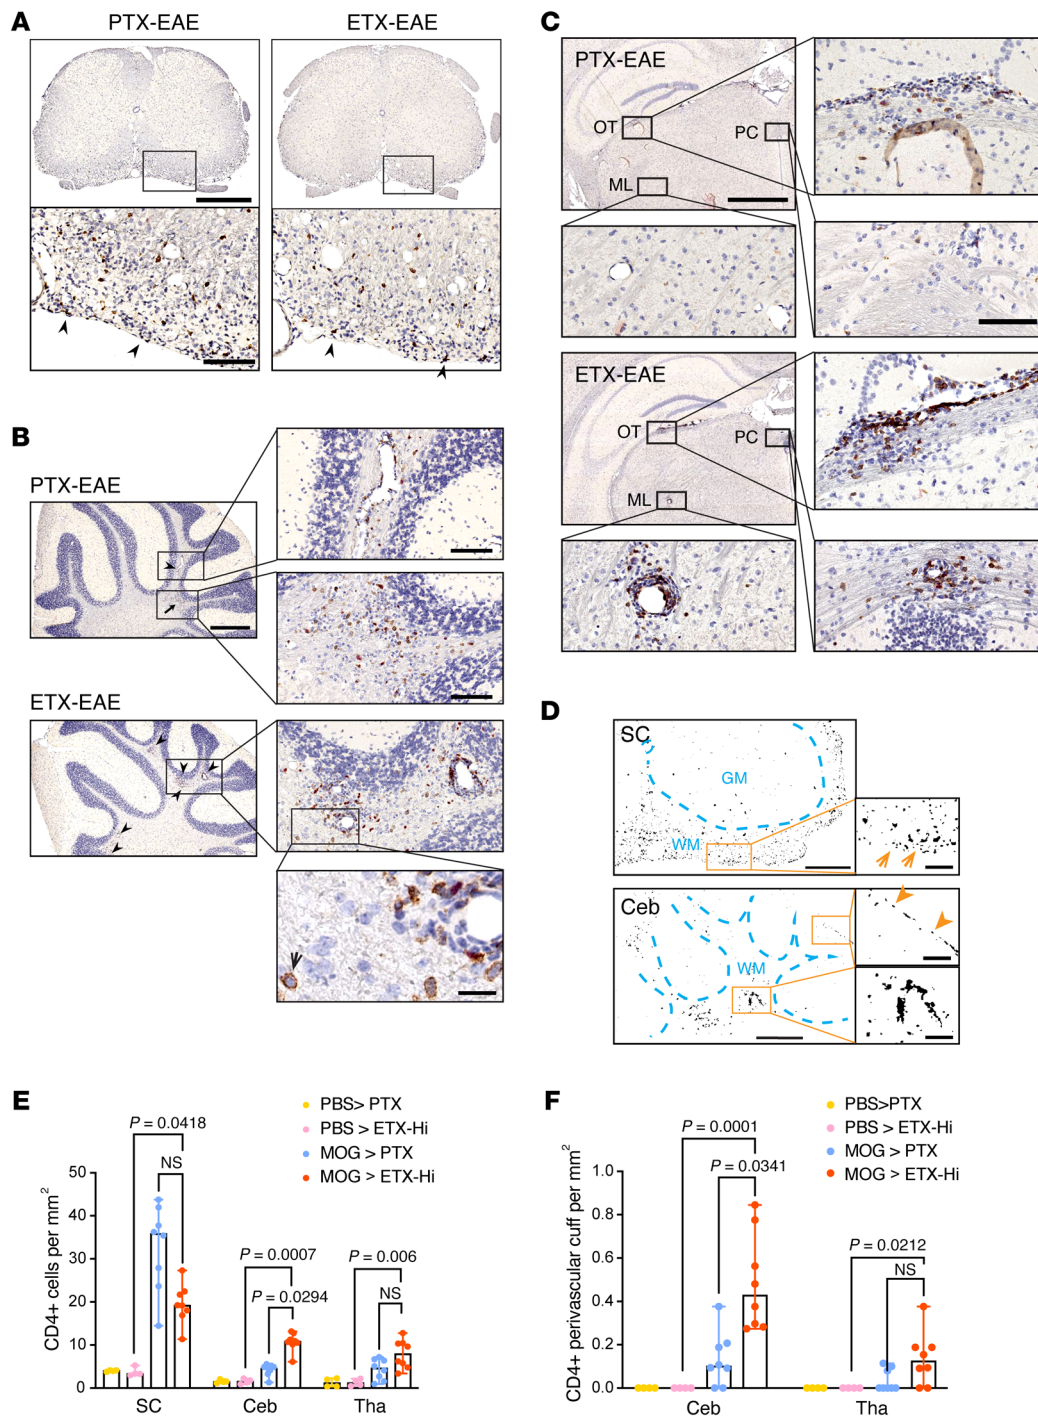 A
PTX-EAE
ETX-EAE
B
PTX-EAE
ETX-EAE
C
PTX-EAE
OT
PC
ML
ETX-EAE
OT
PC
ML
D
SC
GM
WM
Ceb
WM
E
PBS> PTX
PBS > ETX-Hi
MOG > PTX
MOG > ETX-Hi
P = 0.0418
NS
P = 0.0007
P = 0.0294
P = 0.006
NS
CD4+ cells per mm²
50
40
30
20
10
0
SC Ceb Tha
F
PBS>PTX
PBS > ETX-Hi
MOG > PTX
MOG > ETX-Hi
P = 0.0001
P = 0.0341
P = 0.0212
NS
CD4+ perivascular cuff per mm²
1.0
0.8
0.6
0.4
0.2
0.0
Ceb Tha